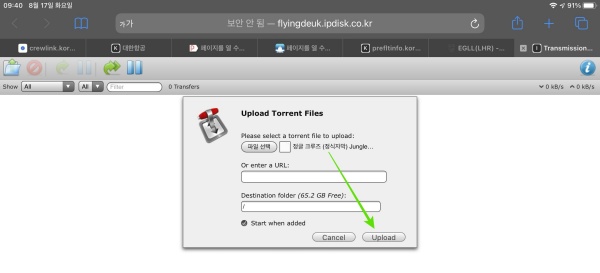 09:40 8월 17일 화요일 91%
가가 보안 안 됨 — flyingdeuk.ipdisk.co.kr
crewlink.kor... K 대한항공 P 페이지를 열 수... 페이지를 열 수... K prefltinfo.kor... EGLL(LHR) -... I Transmission...
Show All All Filter 0 Transfers 0 kB/s 0 kB/s
Upload Torrent Files
Please select a torrent file to upload:
파일 선택 정글 크루즈 (정식자막) Jungle...
Or enter a URL:
Destination folder (65.2 GB Free):
/
Start when added
Cancel Upload